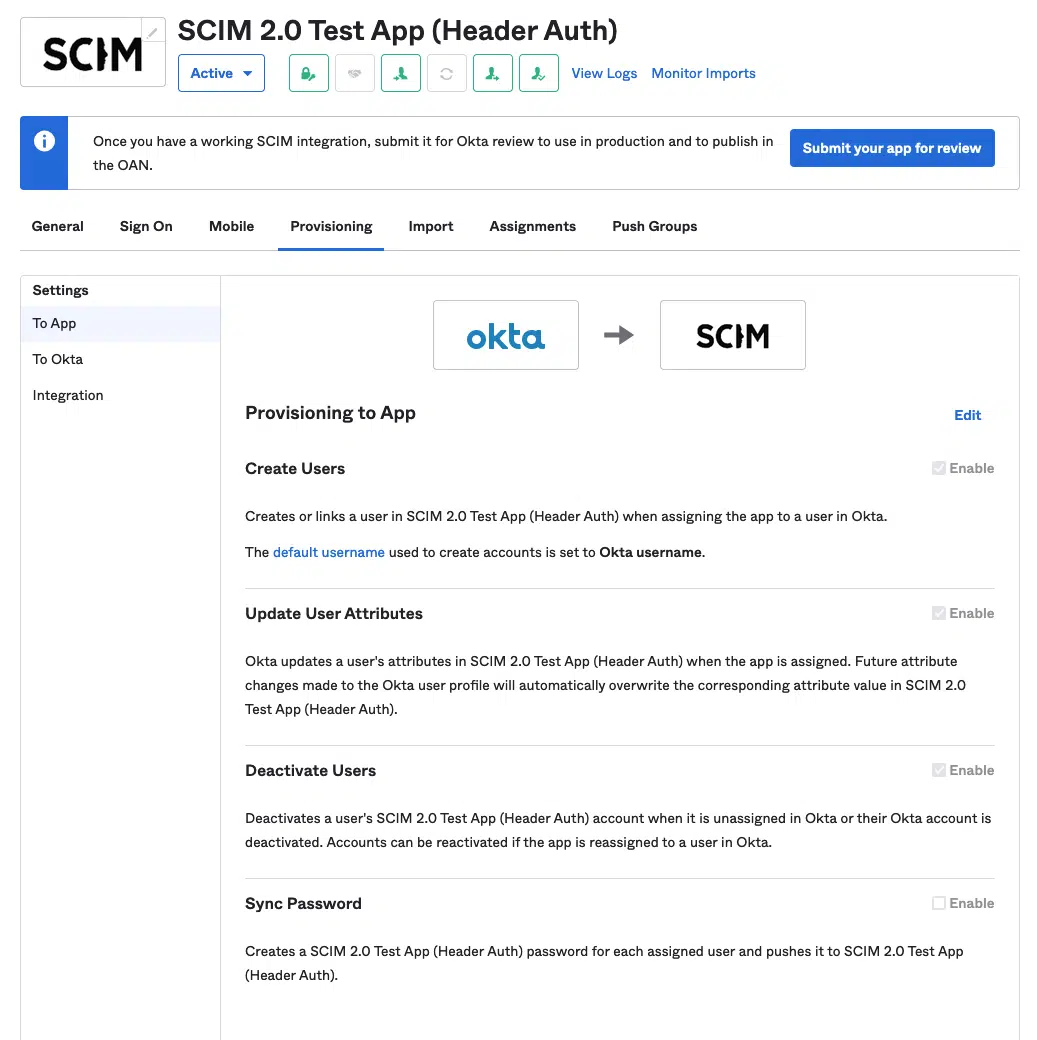 SCIM
SCIM 2.0 Test App (Header Auth)
Active
View Logs
Monitor Imports
Once you have a working SCIM integration, submit it for Okta review to use in production and to publish in
the OAN.
Submit your app for review
General
Sign On
Mobile
Provisioning
Import
Assignments
Push Groups
Settings
To App
To Okta
Integration
okta
SCIM
Provisioning to App
Edit
Create Users
Enable
Creates or links a user in SCIM 2.0 Test App (Header Auth) when assigning the app to a user in Okta.
The default username used to create accounts is set to Okta username.
Update User Attributes
Enable
Okta updates a user's attributes in SCIM 2.0 Test App (Header Auth) when the app is assigned. Future attribute
changes made to the Okta user profile will automatically overwrite the corresponding attribute value in SCIM 2.0
Test App (Header Auth).
Deactivate Users
Enable
Deactivates a user's SCIM 2.0 Test App (Header Auth) account when it is unassigned in Okta or their Okta account is
deactivated. Accounts can be reactivated if the app is reassigned to a user in Okta.
Sync Password
Enable
Creates a SCIM 2.0 Test App (Header Auth) password for each assigned user and pushes it to SCIM 2.0 Test App
(Header Auth).